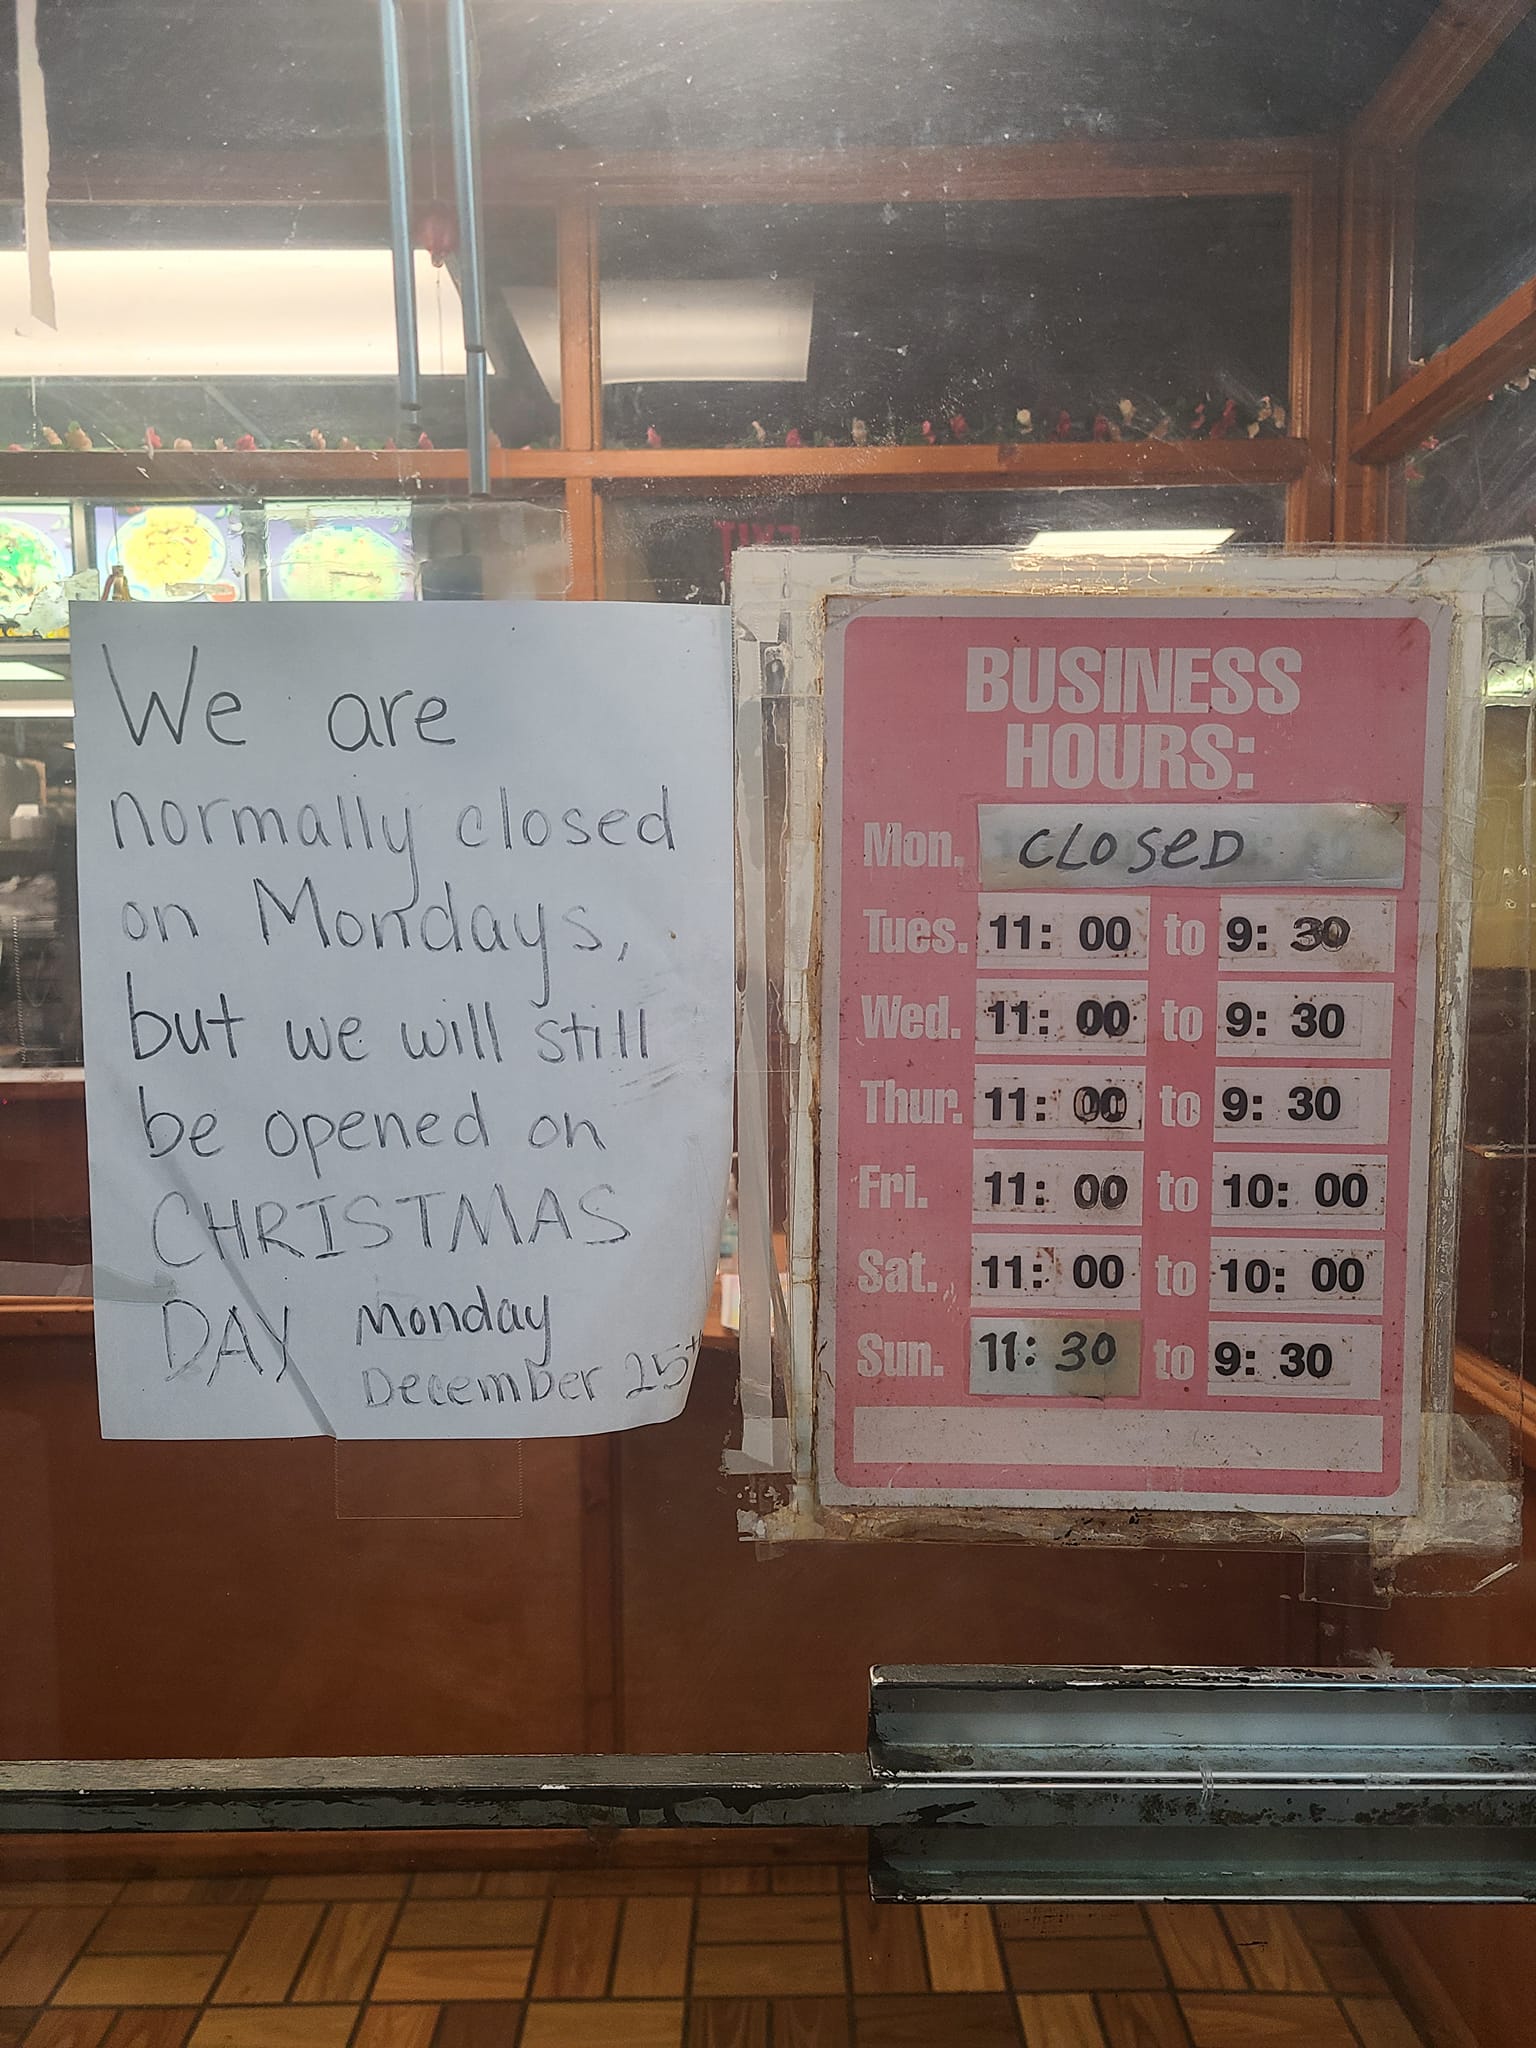 We are
normally closed
on Mondays,
but we will still
be opened on
CHRISTMAS
DAY Monday
December 25th
BUSINESS
HOURS:
Mon. CLOSED
Tues. 11: 00 to 9: 30
Wed. 11: 00 to 9: 30
Thur. 11: 00 to 9: 30
Fri. 11: 00 to 10: 00
Sat. 11: 00 to 10: 00
Sun. 11: 30 to 9: 30
EXIT